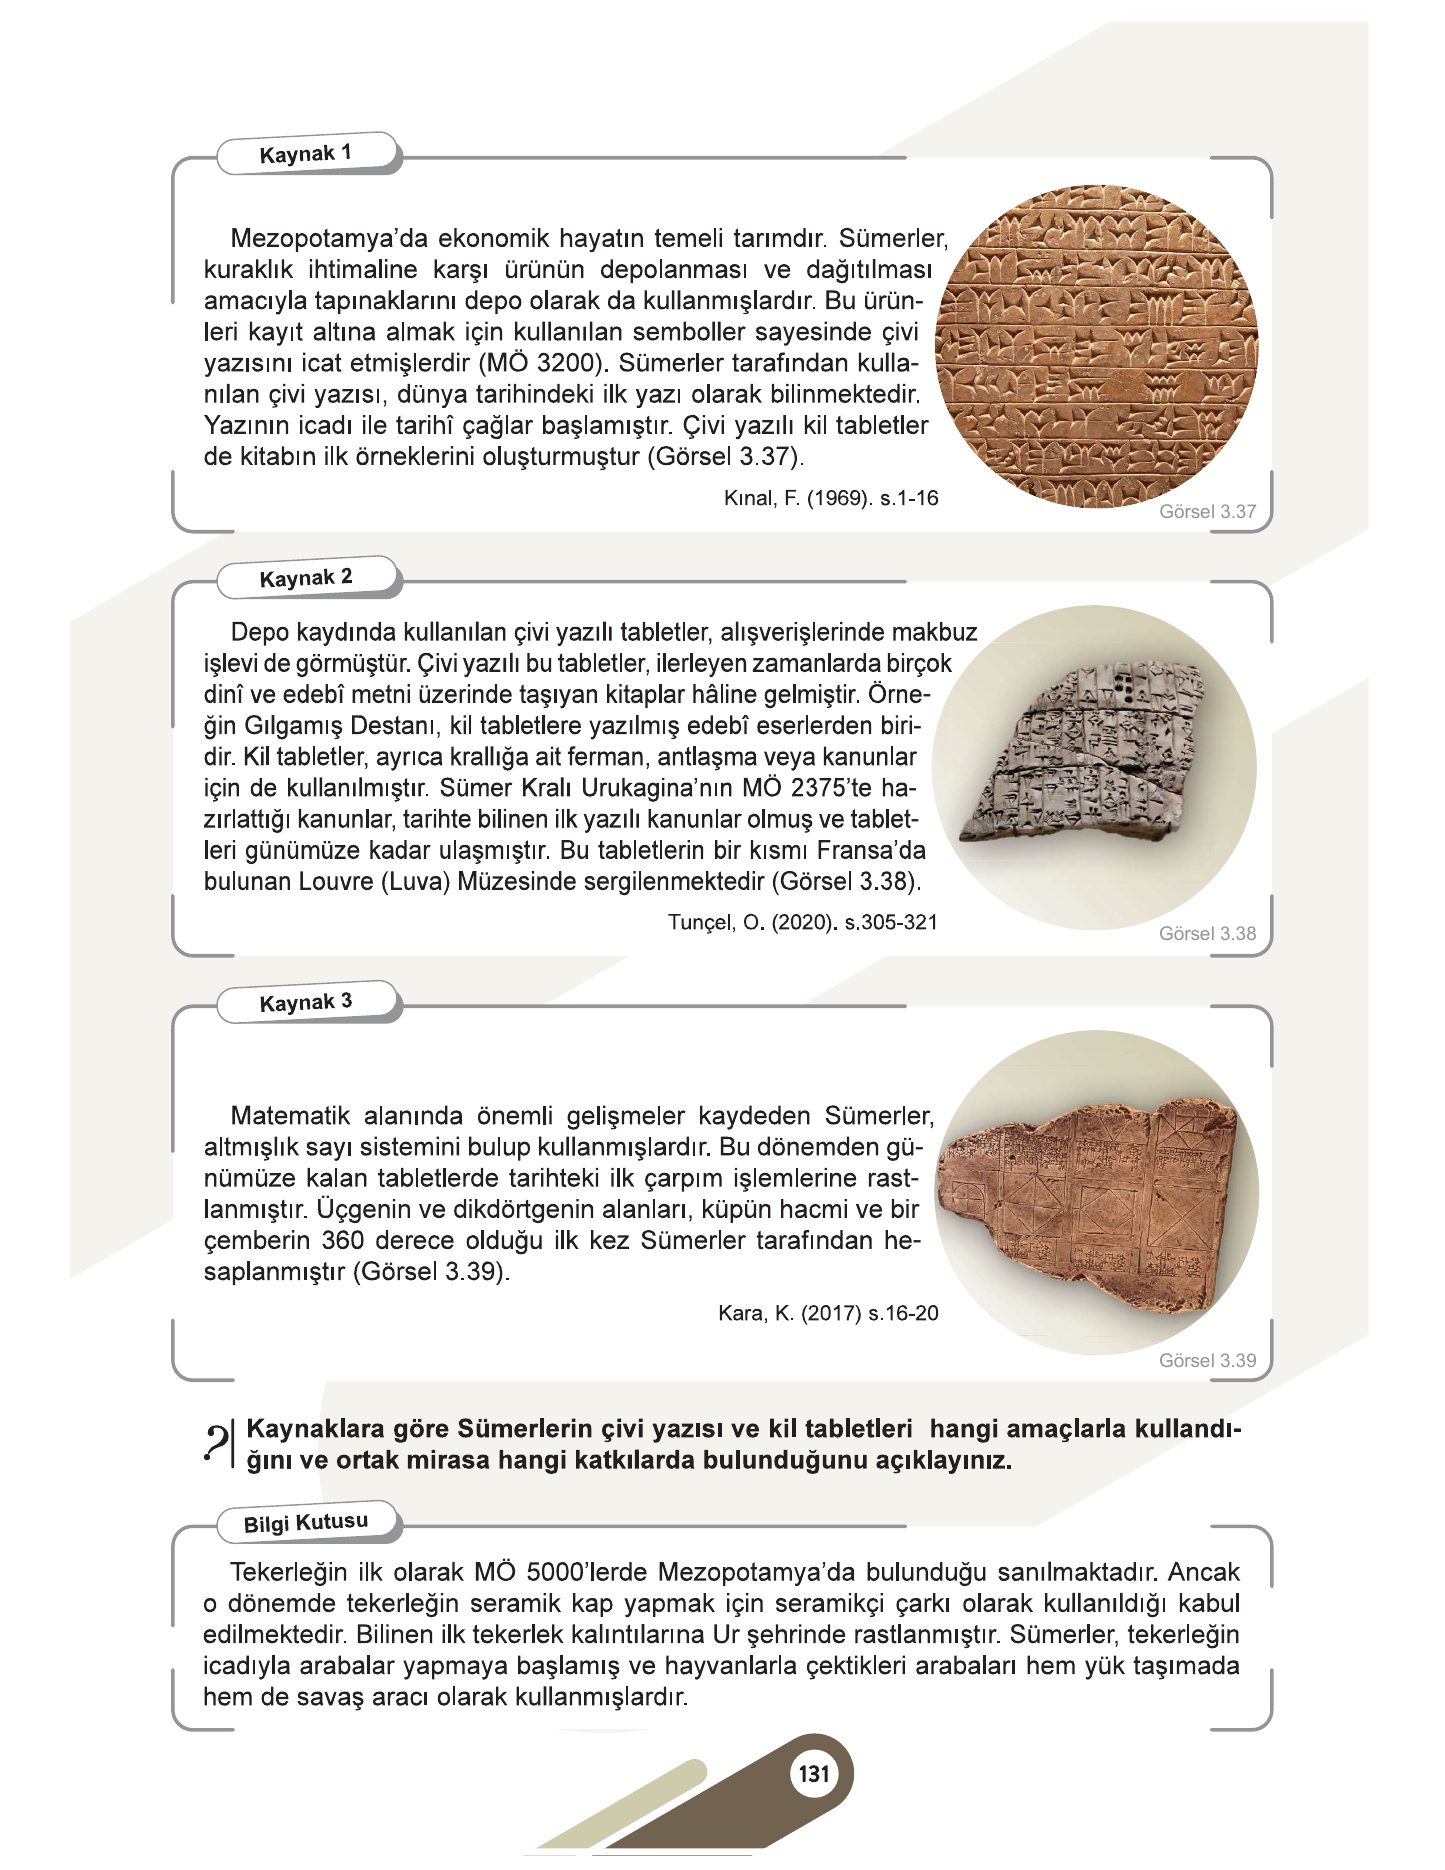 Kaynak 1
Mezopotamya’da ekonomik hayatın temeli tarımdır. Sümerler,
kuraklık ihtimaline karşı ürünün depolanması ve dağıtılması
amacıyla tapınaklarını depo olarak da kullanmışlardır. Bu ürün-
leri kayıt altına almak için kullanılan semboller sayesinde çivi
yazısını icat etmişlerdir (MÖ 3200). Sümerler tarafından kulla-
nılan çivi yazısı, dünya tarihindeki ilk yazı olarak bilinmektedir.
Yazının icadı ile tarihî çağlar başlamıştır. Çivi yazılı kil tabletler
de kitabın ilk örneklerini oluşturmuştur (Görsel 3.37).
Kınal, F. (1969). s.1-16
Görsel 3.37
Kaynak 2
Depo kaydında kullanılan çivi yazılı tabletler, alışverişlerinde makbuz
işlevi de görmüştür. Çivi yazılı bu tabletler, ilerleyen zamanlarda birçok
dinî ve edebî metni üzerinde taşıyan kitaplar hâline gelmiştir. Örne-
ğin Gılgamış Destanı, kil tabletlere yazılmış edebî eserlerden biri-
dir. Kil tabletler, ayrıca krallığa ait ferman, antlaşma veya kanunlar
için de kullanılmıştır. Sümer Kralı Urukagina’nın MÖ 2375’te ha-
zırlattığı kanunlar, tarihte bilinen ilk yazılı kanunlar olmuş ve tablet-
leri günümüze kadar ulaşmıştır. Bu tabletlerin bir kısmı Fransa’da
bulunan Louvre (Luva) Müzesinde sergilenmektedir (Görsel 3.38).
Tunçel, O. (2020). s.305-321
Görsel 3.38
Kaynak 3
Matematik alanında önemli gelişmeler kaydeden Sümerler,
altmışlık sayı sistemini bulup kullanmışlardır. Bu dönemden gü-
nümüze kalan tabletlerde tarihteki ilk çarpım işlemlerine rast-
lanmıştır. Üçgenin ve dikdörtgenin alanları, küpün hacmi ve bir
çemberin 360 derece olduğu ilk kez Sümerler tarafından he-
saplanmıştır (Görsel 3.39).
Kara, K. (2017) s.16-20
Görsel 3.39
? Kaynaklara göre Sümerlerin çivi yazısı ve kil tabletleri hangi amaçlarla kullandı-
ğını ve ortak mirasa hangi katkılarda bulunduğunu açıklayınız.
Bilgi Kutusu
Tekerleğin ilk olarak MÖ 5000’lerde Mezopotamya’da bulunduğu sanılmaktadır. Ancak
o dönemde tekerleğin seramik kap yapmak için seramikçi çarkı olarak kullanıldığı kabul
edilmektedir. Bilinen ilk tekerlek kalıntılarına Ur şehrinde rastlanmıştır. Sümerler, tekerleğin
icadıyla arabalar yapmaya başlamış ve hayvanlarla çektikleri arabaları hem yük taşımada
hem de savaş aracı olarak kullanmışlardır.
131